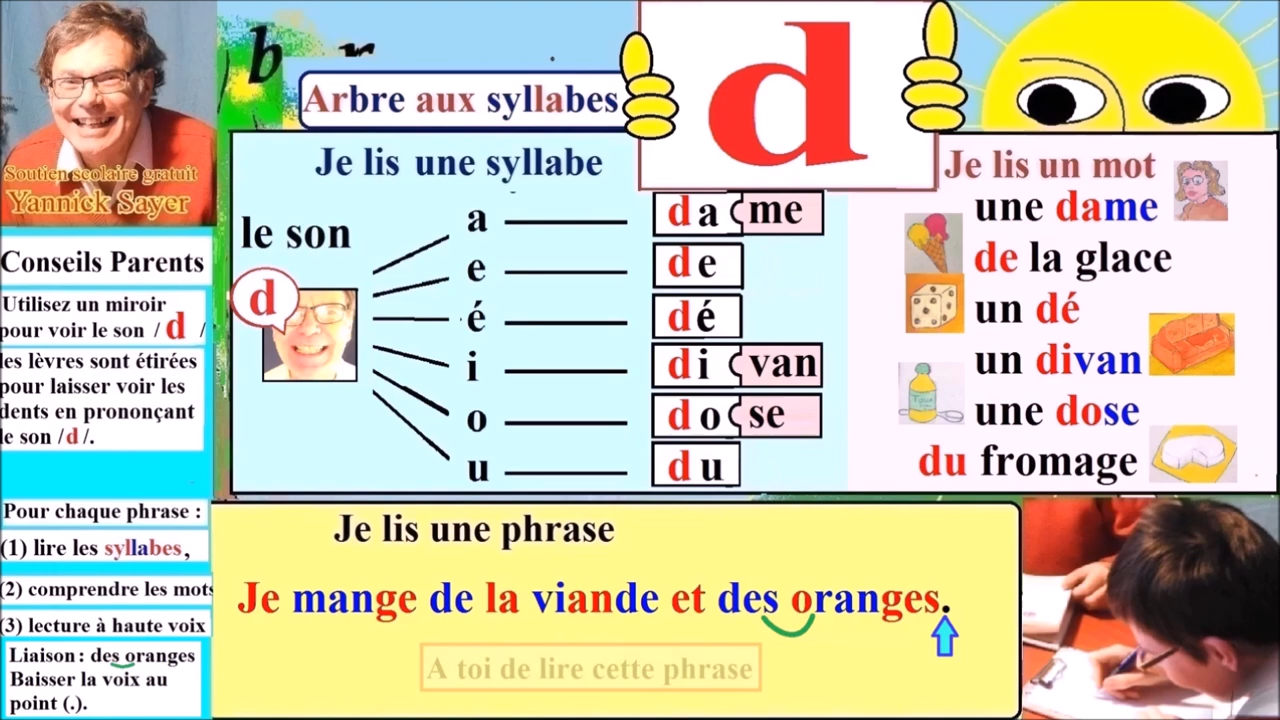 Soutien scolaire gratuit
Yannick Sayer
Conseils Parents
Utilisez un miroir
pour voir le son / d /
les lèvres sont étirées
pour laisser voir les
dents en prononçant
le son /d/.
Pour chaque phrase :
(1) lire les syllabes,
(2) comprendre les mots
(3) lecture à haute voix
Liaison : des oranges
Baisser la voix au
point (.).
b
Arbre aux syllabes
d
Je lis une syllabe
le son
d
a da me
e de
é dé
i di van
o do se
u du
Je lis un mot
une dame
de la glace
un dé
un divan
une dose
du fromage
Je lis une phrase
Je mange de la viande et des oranges.
A toi de lire cette phrase